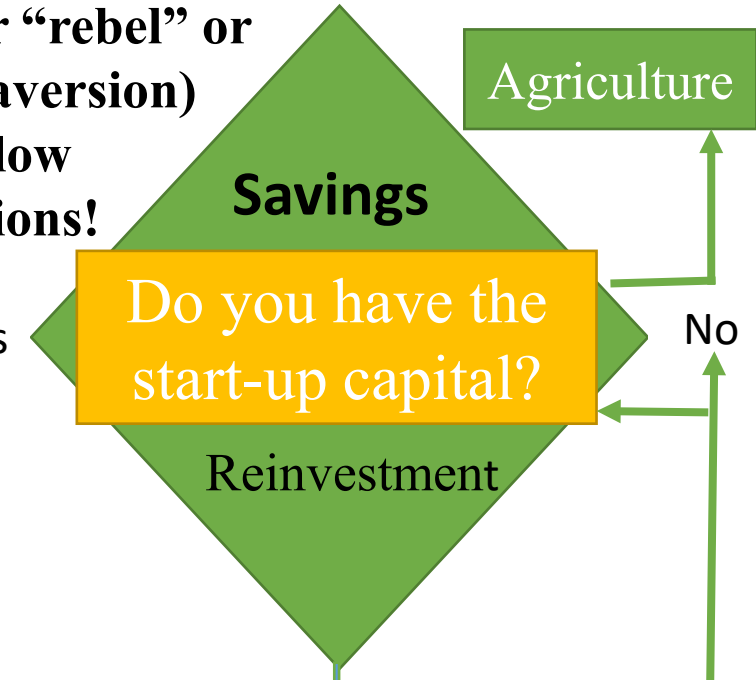 r “rebel” or
aversion)
low
ions!
Agriculture
Savings
Do you have the
start-up capital?
s
No
Reinvestment